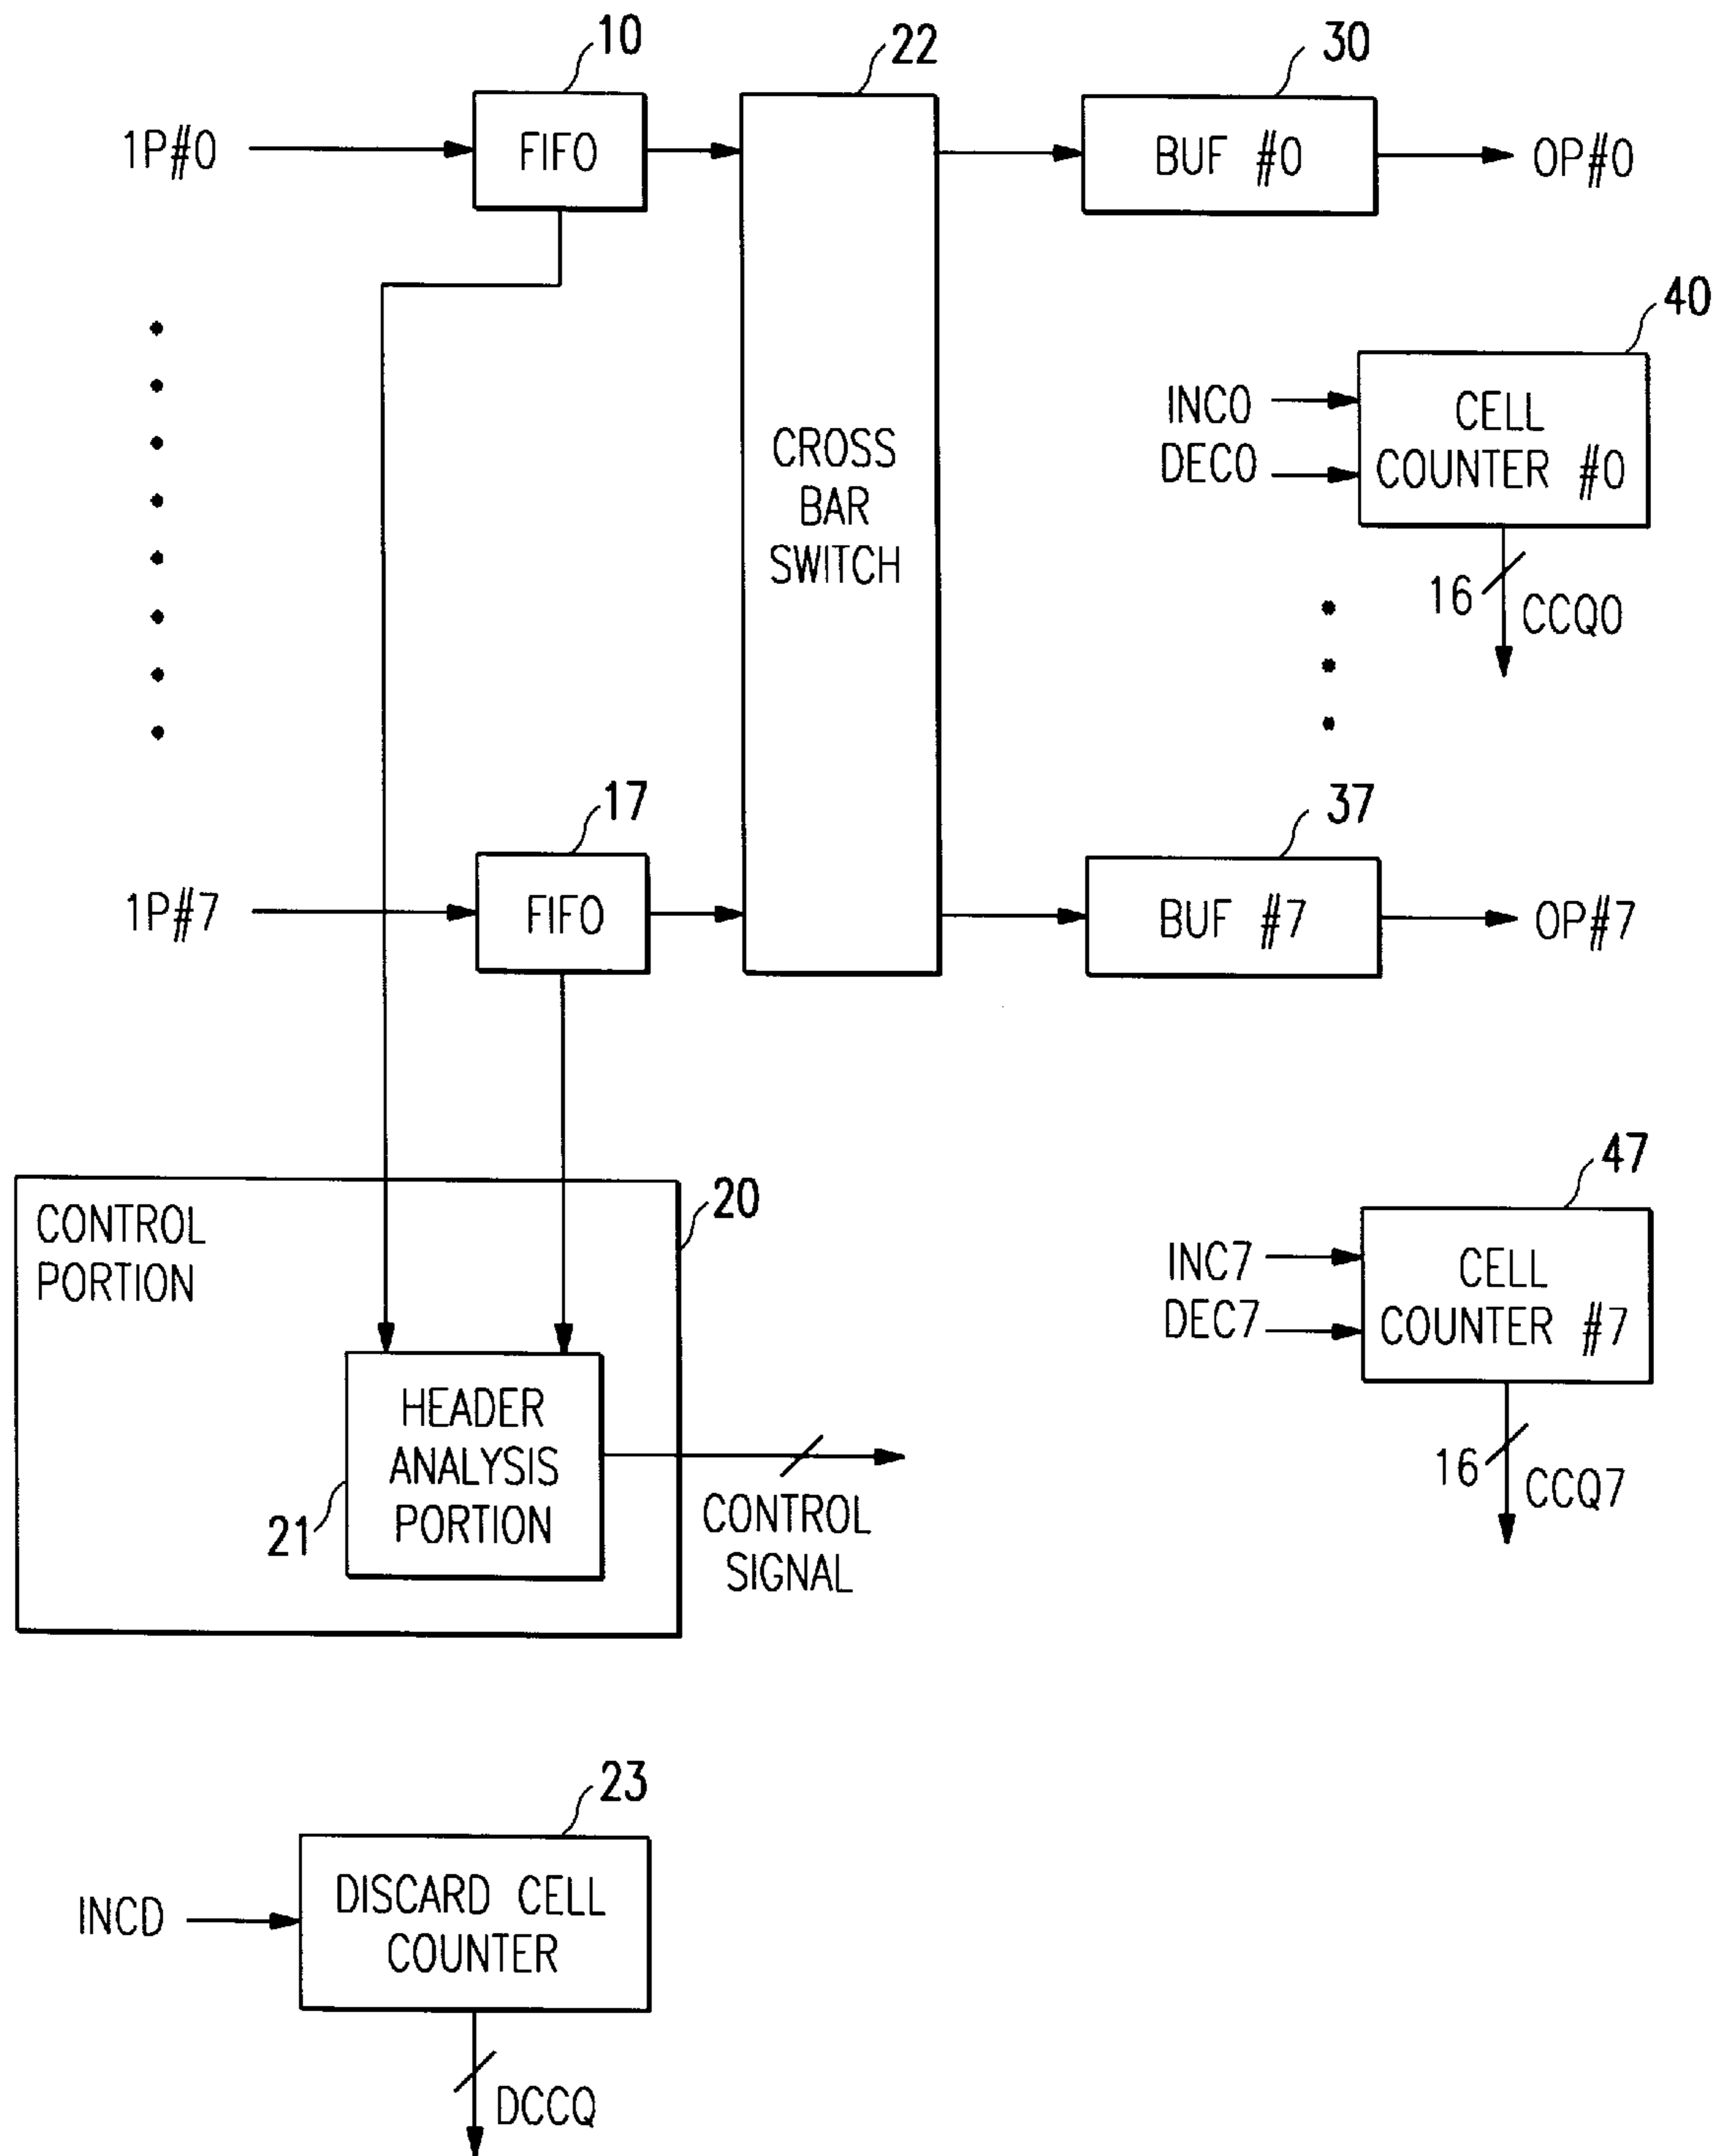 10
22
30
1P#0
FIFO
BUF #0
OP#0
40
INC0
DEC0
CELL
COUNTER #0
CROSS
BAR
SWITCH
16
CCQ0
17
37
1P#7
FIFO
BUF #7
OP#7
CONTROL
PORTION
20
47
INC7
DEC7
CELL
COUNTER #7
HEADER
ANALYSIS
PORTION
21
CONTROL
SIGNAL
16
CCQ7
23
INCD
DISCARD CELL
COUNTER
DCCQ